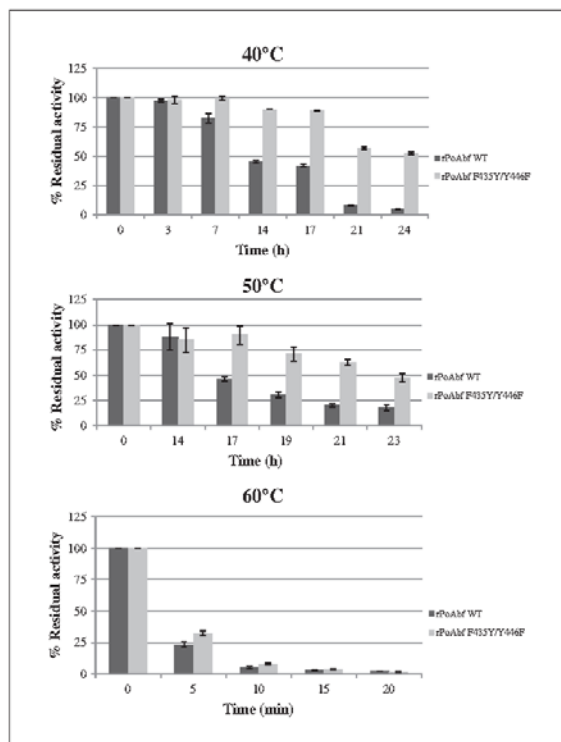 40°C
% Residual activity
125
100
75
50
25
0
0 3 7 14 17 21 24
Time (h)
rPoAbf WT
rPoAbf F435Y/Y446F
50°C
% Residual activity
125
100
75
50
25
0
0 14 17 19 21 23
Time (h)
rPoAbf WT
rPoAbf F435Y/Y446F
60°C
% Residual activity
125
100
75
50
25
0
0 5 10 15 20
Time (min)
rPoAbf WT
rPoAbf F435Y/Y446F